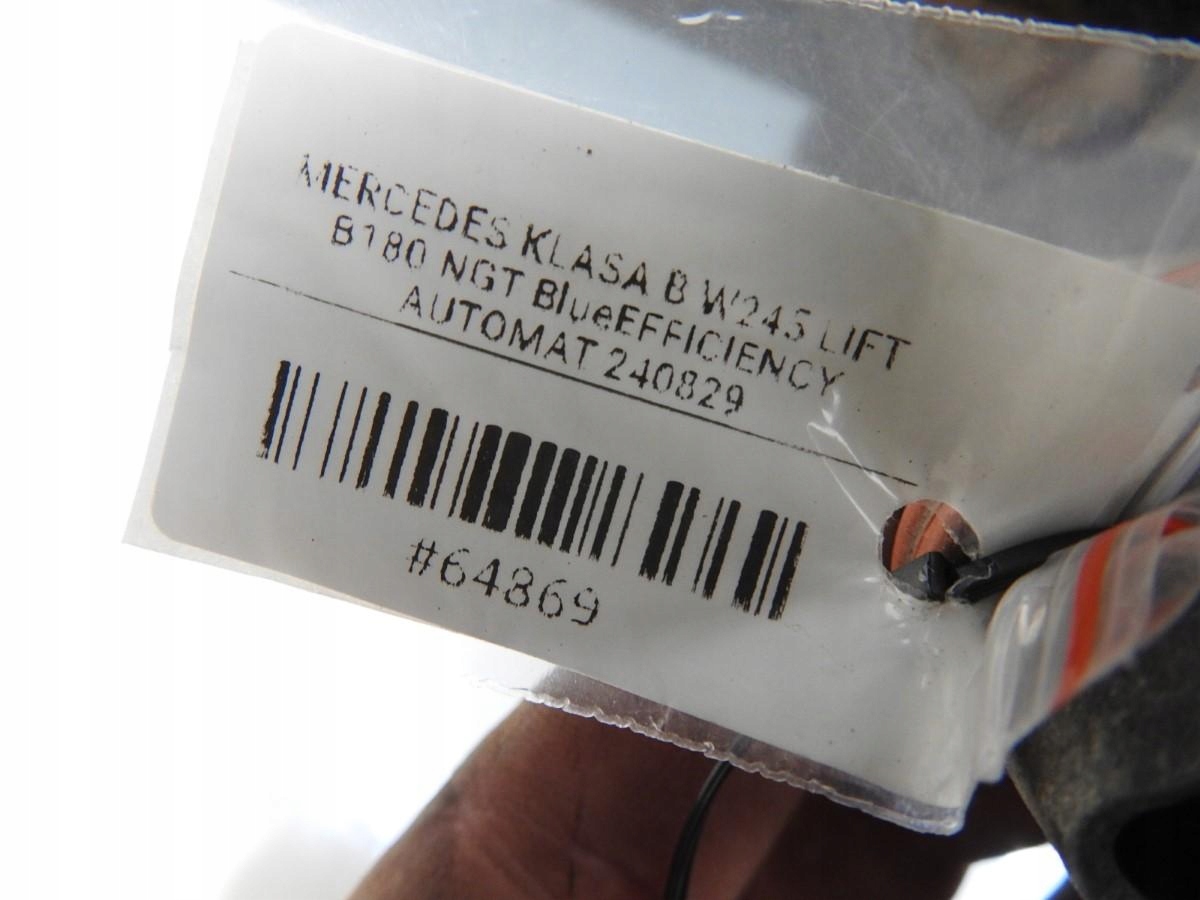 MERCEDES KLASA B W245 LIFT
B180 NGT BlueEFFICIENCY
AUTOMAT 240829
#64869